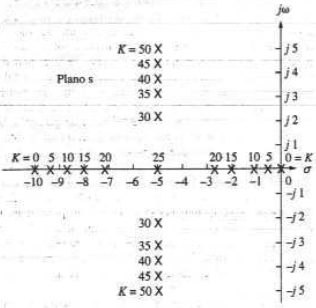 jω
K = 50 X
j5
45 X
j4
Plano s
40 X
35 X
j3
30 X
j2
j1
K = 0 5 10 15 20
25
20 15 10 5 0 = K
σ
-10 -9 -8 -7 -6 -5 -4 -3 -2 -1 0
-j1
30 X
-j2
35 X
-j3
40 X
-j4
45 X
K = 50 X
-j5